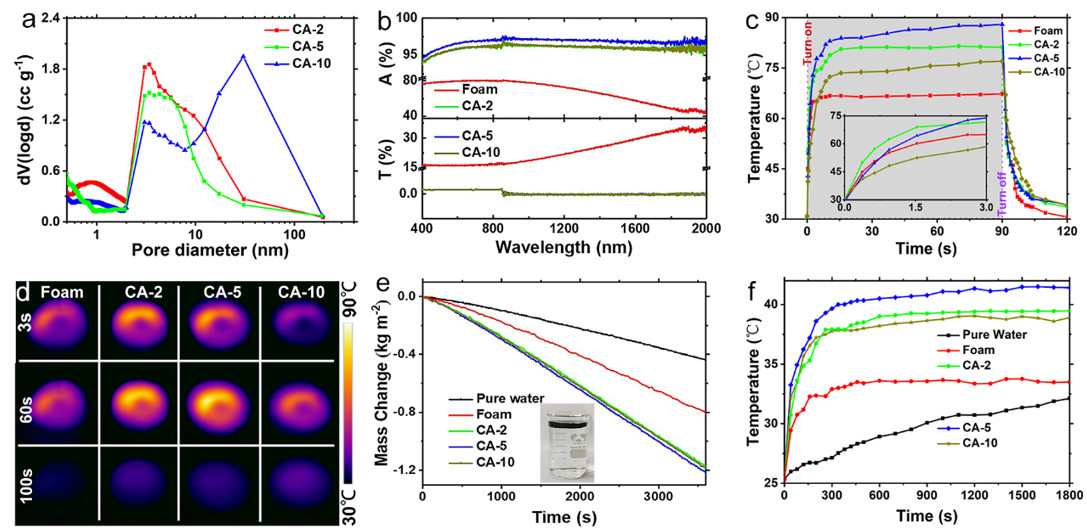 a
CA-2
CA-5
CA-10
dV(logd) (cc g⁻¹)
2.4
1.8
1.2
0.6
0.0
1
10
100
Pore diameter (nm)
b
A (%)
T (%)
100
95
80
40
30
15
0.0
Foam
CA-2
CA-5
CA-10
400
800
1200
1600
2000
Wavelength (nm)
c
Temperature (℃)
90
75
60
45
30
Turn on
Turn off
Foam
CA-2
CA-5
CA-10
75
60
45
30
0.0
1.5
3.0
0
30
60
90
120
Time (s)
d
Foam
CA-2
CA-5
CA-10
3s
60s
100s
90℃
30℃
e
Mass Change (kg m⁻²)
0.0
-0.4
-0.8
-1.2
Pure water
Foam
CA-2
CA-5
CA-10
0
1000
2000
3000
Time (s)
f
Temperature (℃)
40
35
30
25
Pure Water
Foam
CA-2
CA-5
CA-10
0
300
600
900
1200
1500
1800
Time (s)